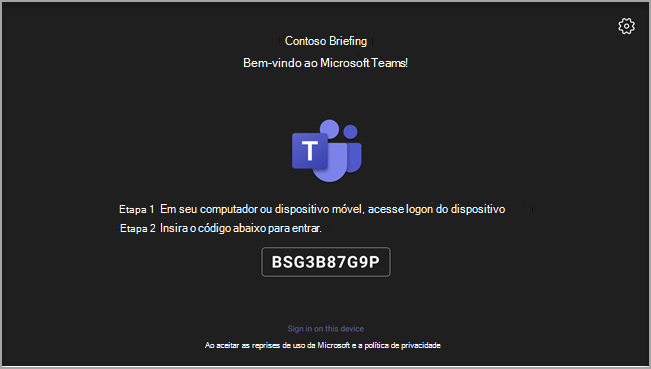 Contoso Briefing
Bem-vindo ao Microsoft Teams!
T
Etapa 1 Em seu computador ou dispositivo móvel, acesse logon do dispositivo
Etapa 2 Insira o código abaixo para entrar.
BSG3B87G9P
Sign in on this device
Ao aceitar as reprises de uso da Microsoft e a política de privacidade